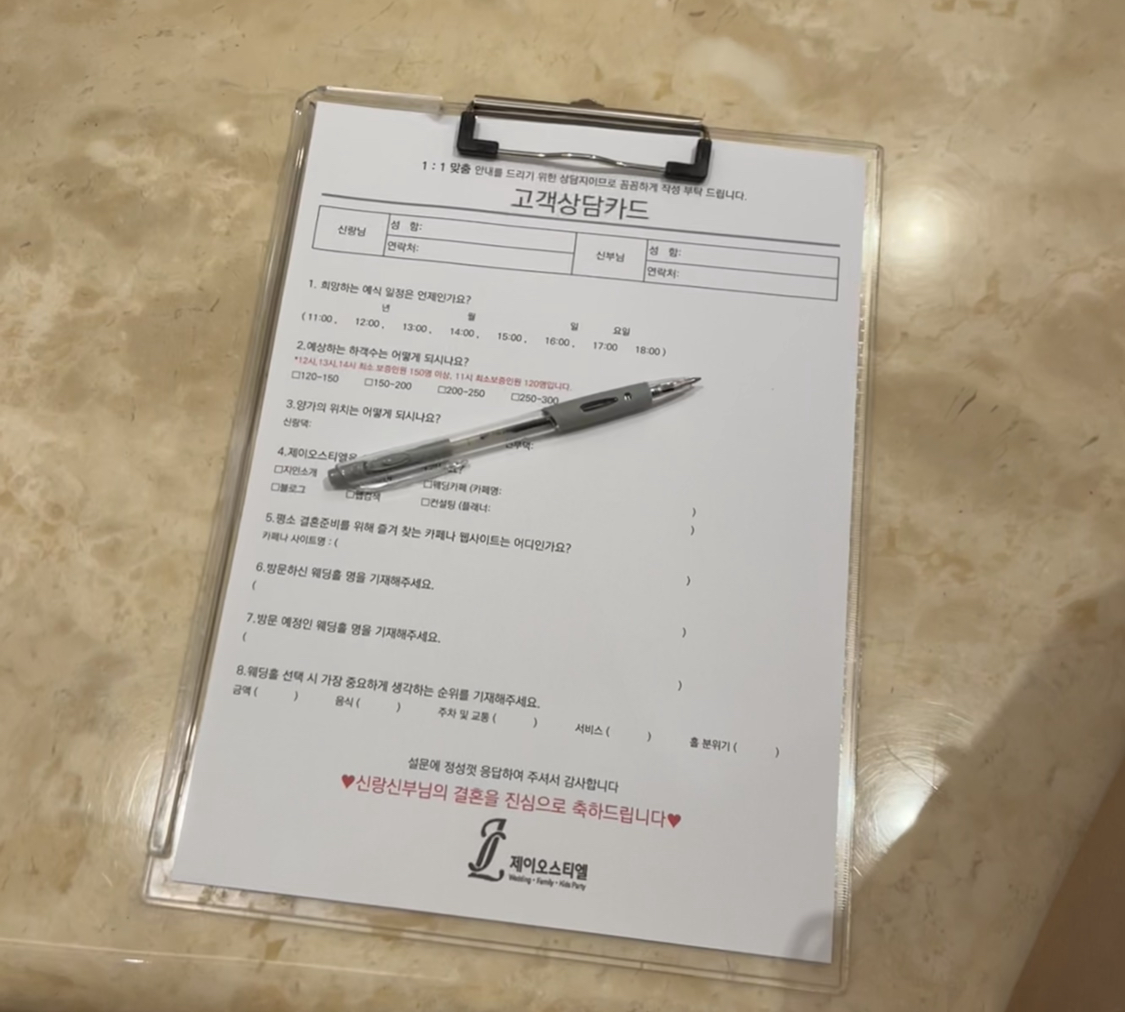 1 : 1 맞춤 안내를 드리기 위한 상담지이므로 꼼꼼하게 작성 부탁 드립니다.
고객상담카드
신랑님 성 함: 신부님 성 함:
연락처: 연락처:
1. 희망하는 예식 일정은 언제인가요?
년 월 일 요일
( 11:00 , 12:00 , 13:00 , 14:00 , 15:00 , 16:00 , 17:00 18:00 )
2.예상하는 하객수는 어떻게 되시나요?
*12시,13시,14시 최소 보증인원 150명 이상, 11시 최소보증인원 120명입니다.
□120-150 □150-200 □200-250 □250-300
3.양가의 위치는 어떻게 되시나요?
신랑댁:
4.제이오스티엘은
□지인소개 □웨딩카페 (카페명: )
□블로그 □웹검색 □컨설팅 (플래너: )
5.평소 결혼준비를 위해 즐겨 찾는 카페나 웹사이트는 어디인가요?
카페나 사이트명 : ( )
6.방문하신 웨딩홀 명을 기재해주세요.
( )
7.방문 예정인 웨딩홀 명을 기재해주세요.
( )
8.웨딩홀 선택 시 가장 중요하게 생각하는 순위를 기재해주세요.
금액 ( ) 음식 ( ) 주차 및 교통 ( ) 서비스 ( ) 홀 분위기 ( )
설문에 정성껏 응답하여 주셔서 감사합니다
♥신랑신부님의 결혼을 진심으로 축하드립니다♥
제이오스티엘
Wedding · Family · Kids Party